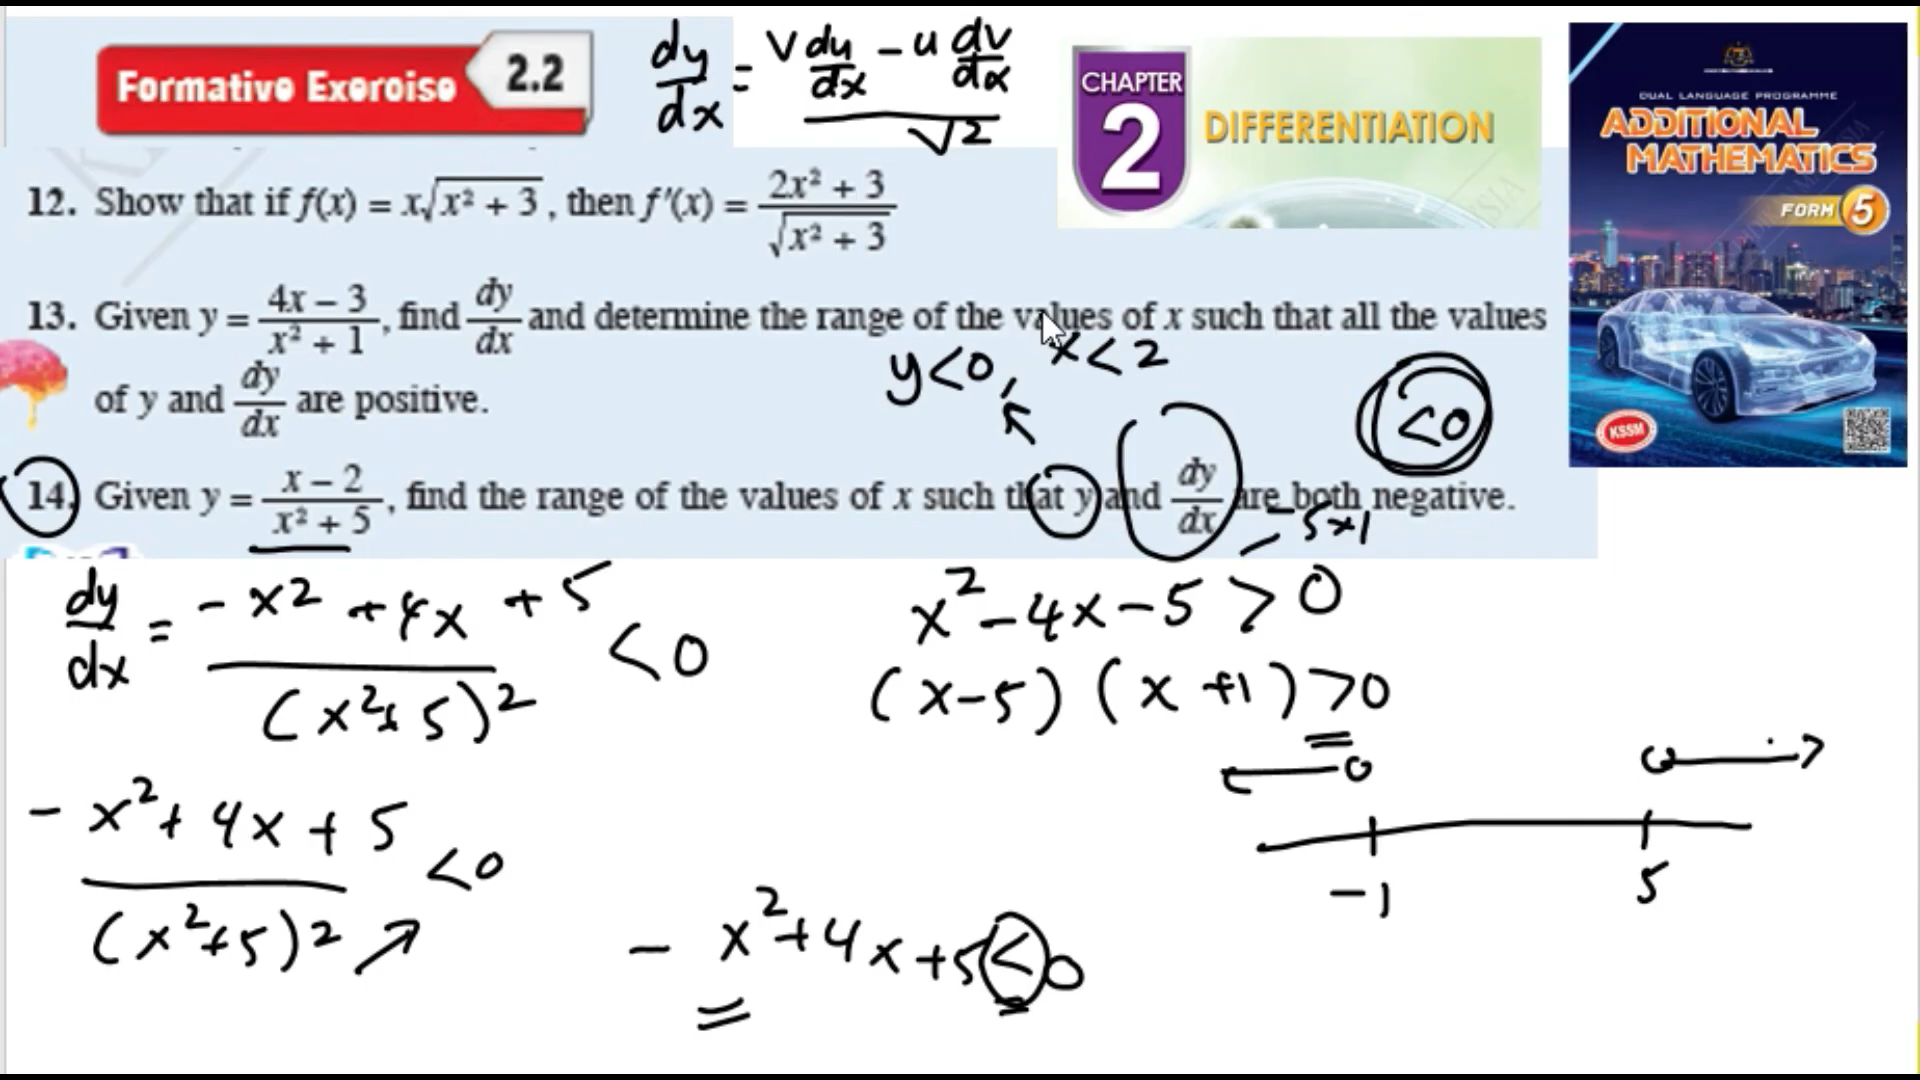 Formative Exercise 2.2
dy/dx = (v du/dx - u dv/dx) / v2
CHAPTER
2
DIFFERENTIATION
DUAL LANGUAGE PROGRAMME
ADDITIONAL
MATHEMATICS
FORM 5
KSSM
12. Show that if f(x) = x√(x² + 3), then f'(x) = (2x² + 3)/√(x² + 3)
13. Given y = (4x – 3)/(x² + 1), find dy/dx and determine the range of the values of x such that all the values
of y and dy/dx are positive.
y<0, x<2
<0
14. Given y = (x – 2)/(x² + 5), find the range of the values of x such that y and dy/dx are both negative.
-5x1
dy/dx = (-x2 + 4x + 5)/(x²+5)² <0
x²-4x-5>0
(x-5)(x+1)>0
(-x²+4x+5)/(x²+5)2 <0
-1 5
-x²+4x+5<0